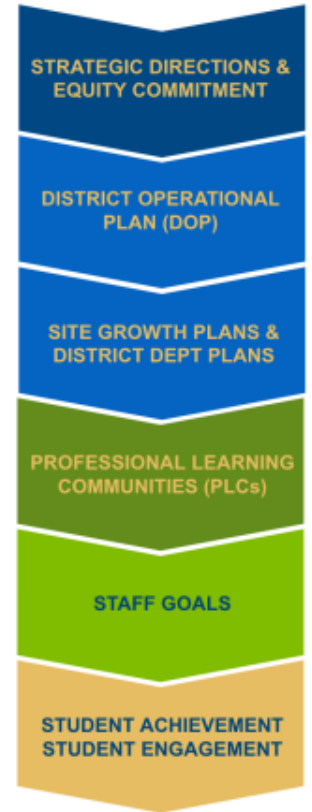 STRATEGIC DIRECTIONS &
EQUITY COMMITMENT
DISTRICT OPERATIONAL
PLAN (DOP)
SITE GROWTH PLANS &
DISTRICT DEPT PLANS
PROFESSIONAL LEARNING
COMMUNITIES (PLCs)
STAFF GOALS
STUDENT ACHIEVEMENT
STUDENT ENGAGEMENT